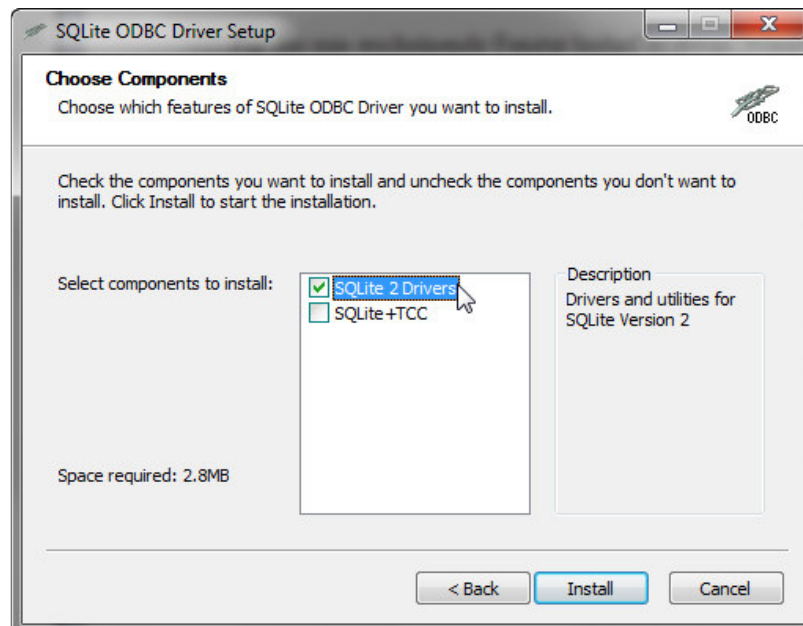 SQLite ODBC Driver Setup
Choose Components
Choose which features of SQLite ODBC Driver you want to install.
ODBC
Check the components you want to install and uncheck the components you don't want to
install. Click Install to start the installation.
Select components to install:
SQLite 2 Drivers
SQLite+TCC
Description
Drivers and utilities for
SQLite Version 2
Space required: 2.8MB
< Back
Install
Cancel